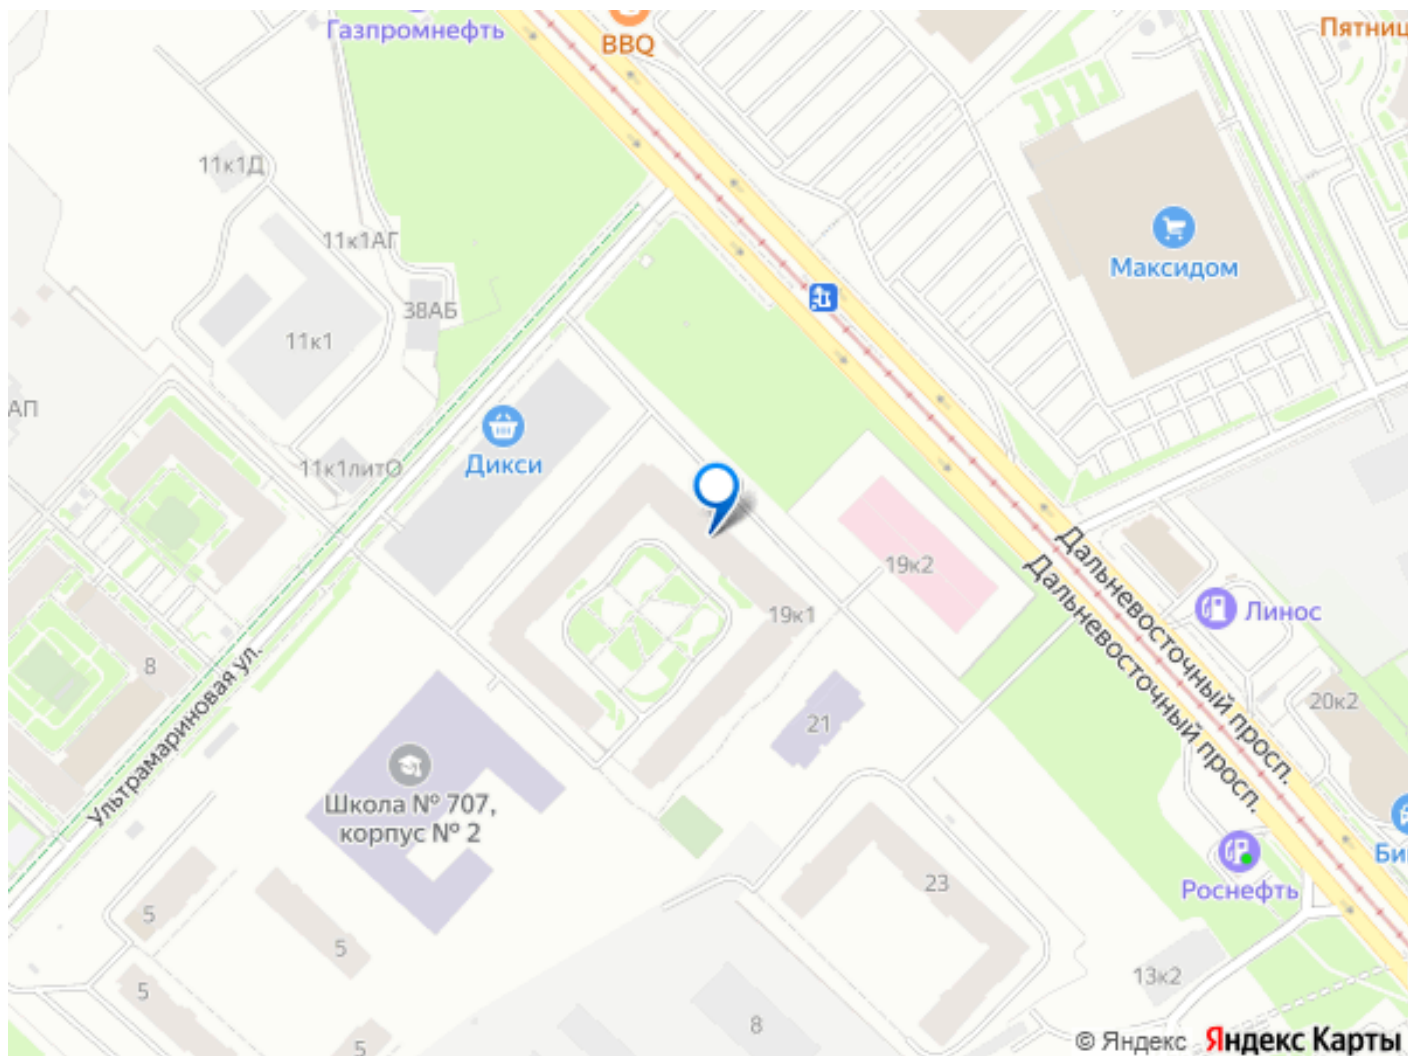 Газпромнефть
BBQ
Пятниц
11к1Д
11к1АГ
Максидом
38АБ
11к1
АП
11к1литО
Дикси
19к2
Дальневосточный просп.
Дальневосточный просп.
Линос
19к1
8
Ультрамариновая ул.
21
20к2
Школа № 707,
корпус № 2
Би
Роснефть
23
5
5
5
13к2
8
5
© Яндекс Яндекс Карты